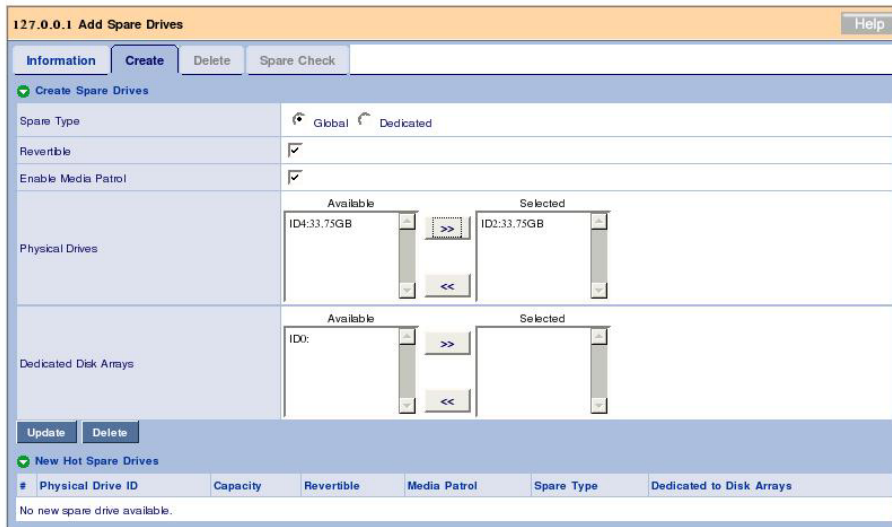 127.0.0.1 Add Spare Drives
Help
Information Create Delete Spare Check
Create Spare Drives
Spare Type Global Dedicated
Revertible
Enable Media Patrol
Physical Drives
Available Selected
ID4:33.75GB >> ID2:33.75GB
<<
Dedicated Disk Arrays
Available Selected
ID0: >>
<<
Update Delete
New Hot Spare Drives
# Physical Drive ID Capacity Revertible Media Patrol Spare Type Dedicated to Disk Arrays
No new spare drive available.